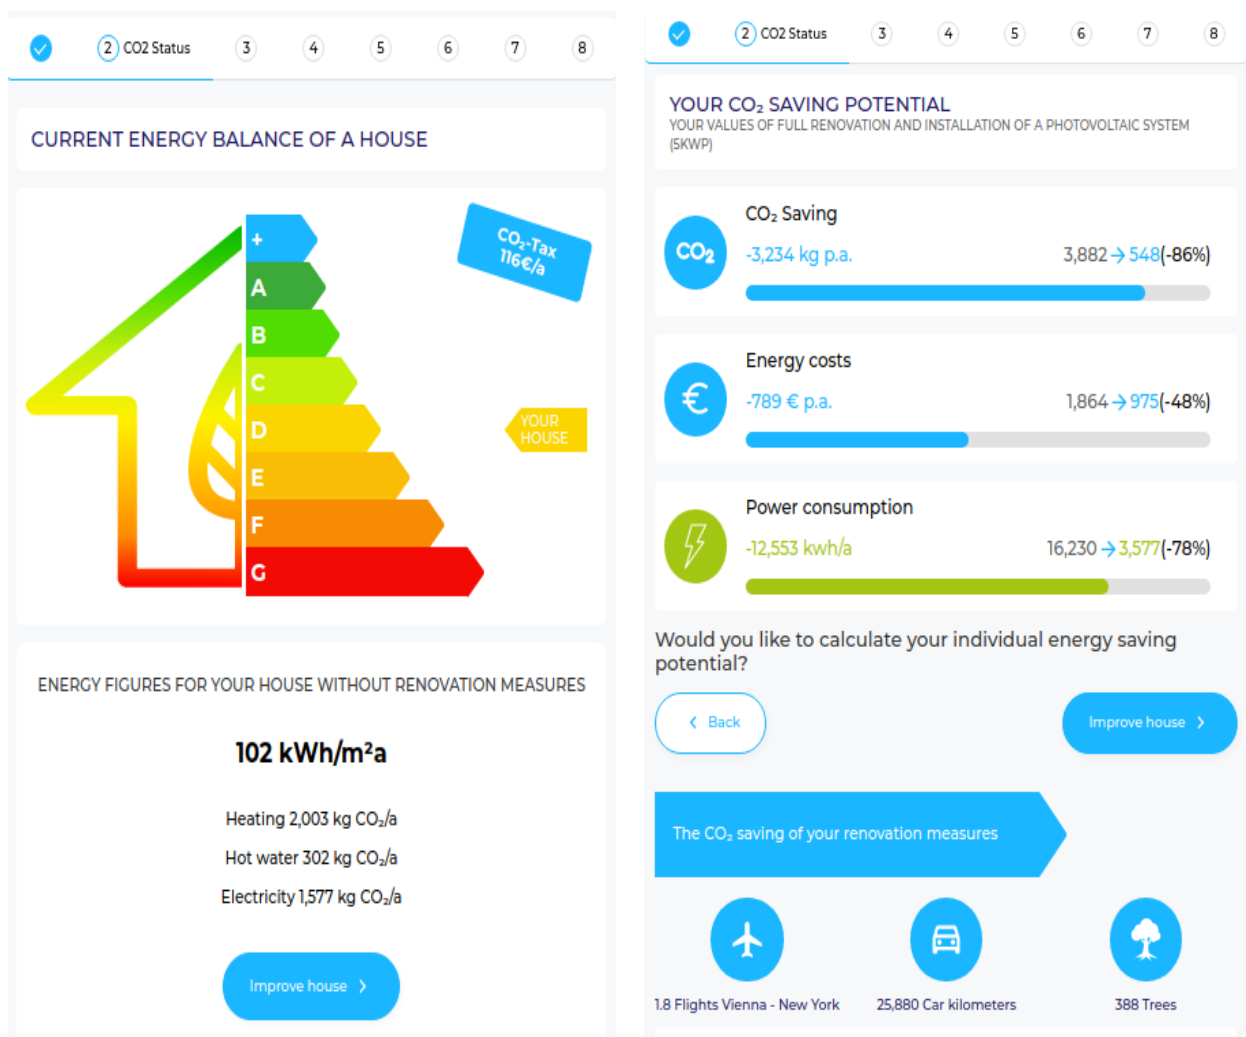 2 CO2 Status 3 4 5 6 7 8
CURRENT ENERGY BALANCE OF A HOUSE
+
A
B
C
D
E
F
G
CO₂-Tax
116€/a
YOUR
HOUSE
ENERGY FIGURES FOR YOUR HOUSE WITHOUT RENOVATION MEASURES
102 kWh/m²a
Heating 2,003 kg CO₂/a
Hot water 302 kg CO₂/a
Electricity 1,577 kg CO₂/a
Improve house >
2 CO2 Status 3 4 5 6 7 8
YOUR CO₂ SAVING POTENTIAL
YOUR VALUES OF FULL RENOVATION AND INSTALLATION OF A PHOTOVOLTAIC SYSTEM
(5KWP)
CO₂
CO₂ Saving
-3,234 kg p.a. 3,882→548(-86%)
€
Energy costs
-789 € p.a. 1,864→975(-48%)
Power consumption
-12,553 kwh/a 16,230→3,577(-78%)
Would you like to calculate your individual energy saving
potential?
< Back
Improve house >
The CO₂ saving of your renovation measures
1.8 Flights Vienna - New York 25,880 Car kilometers 388 Trees